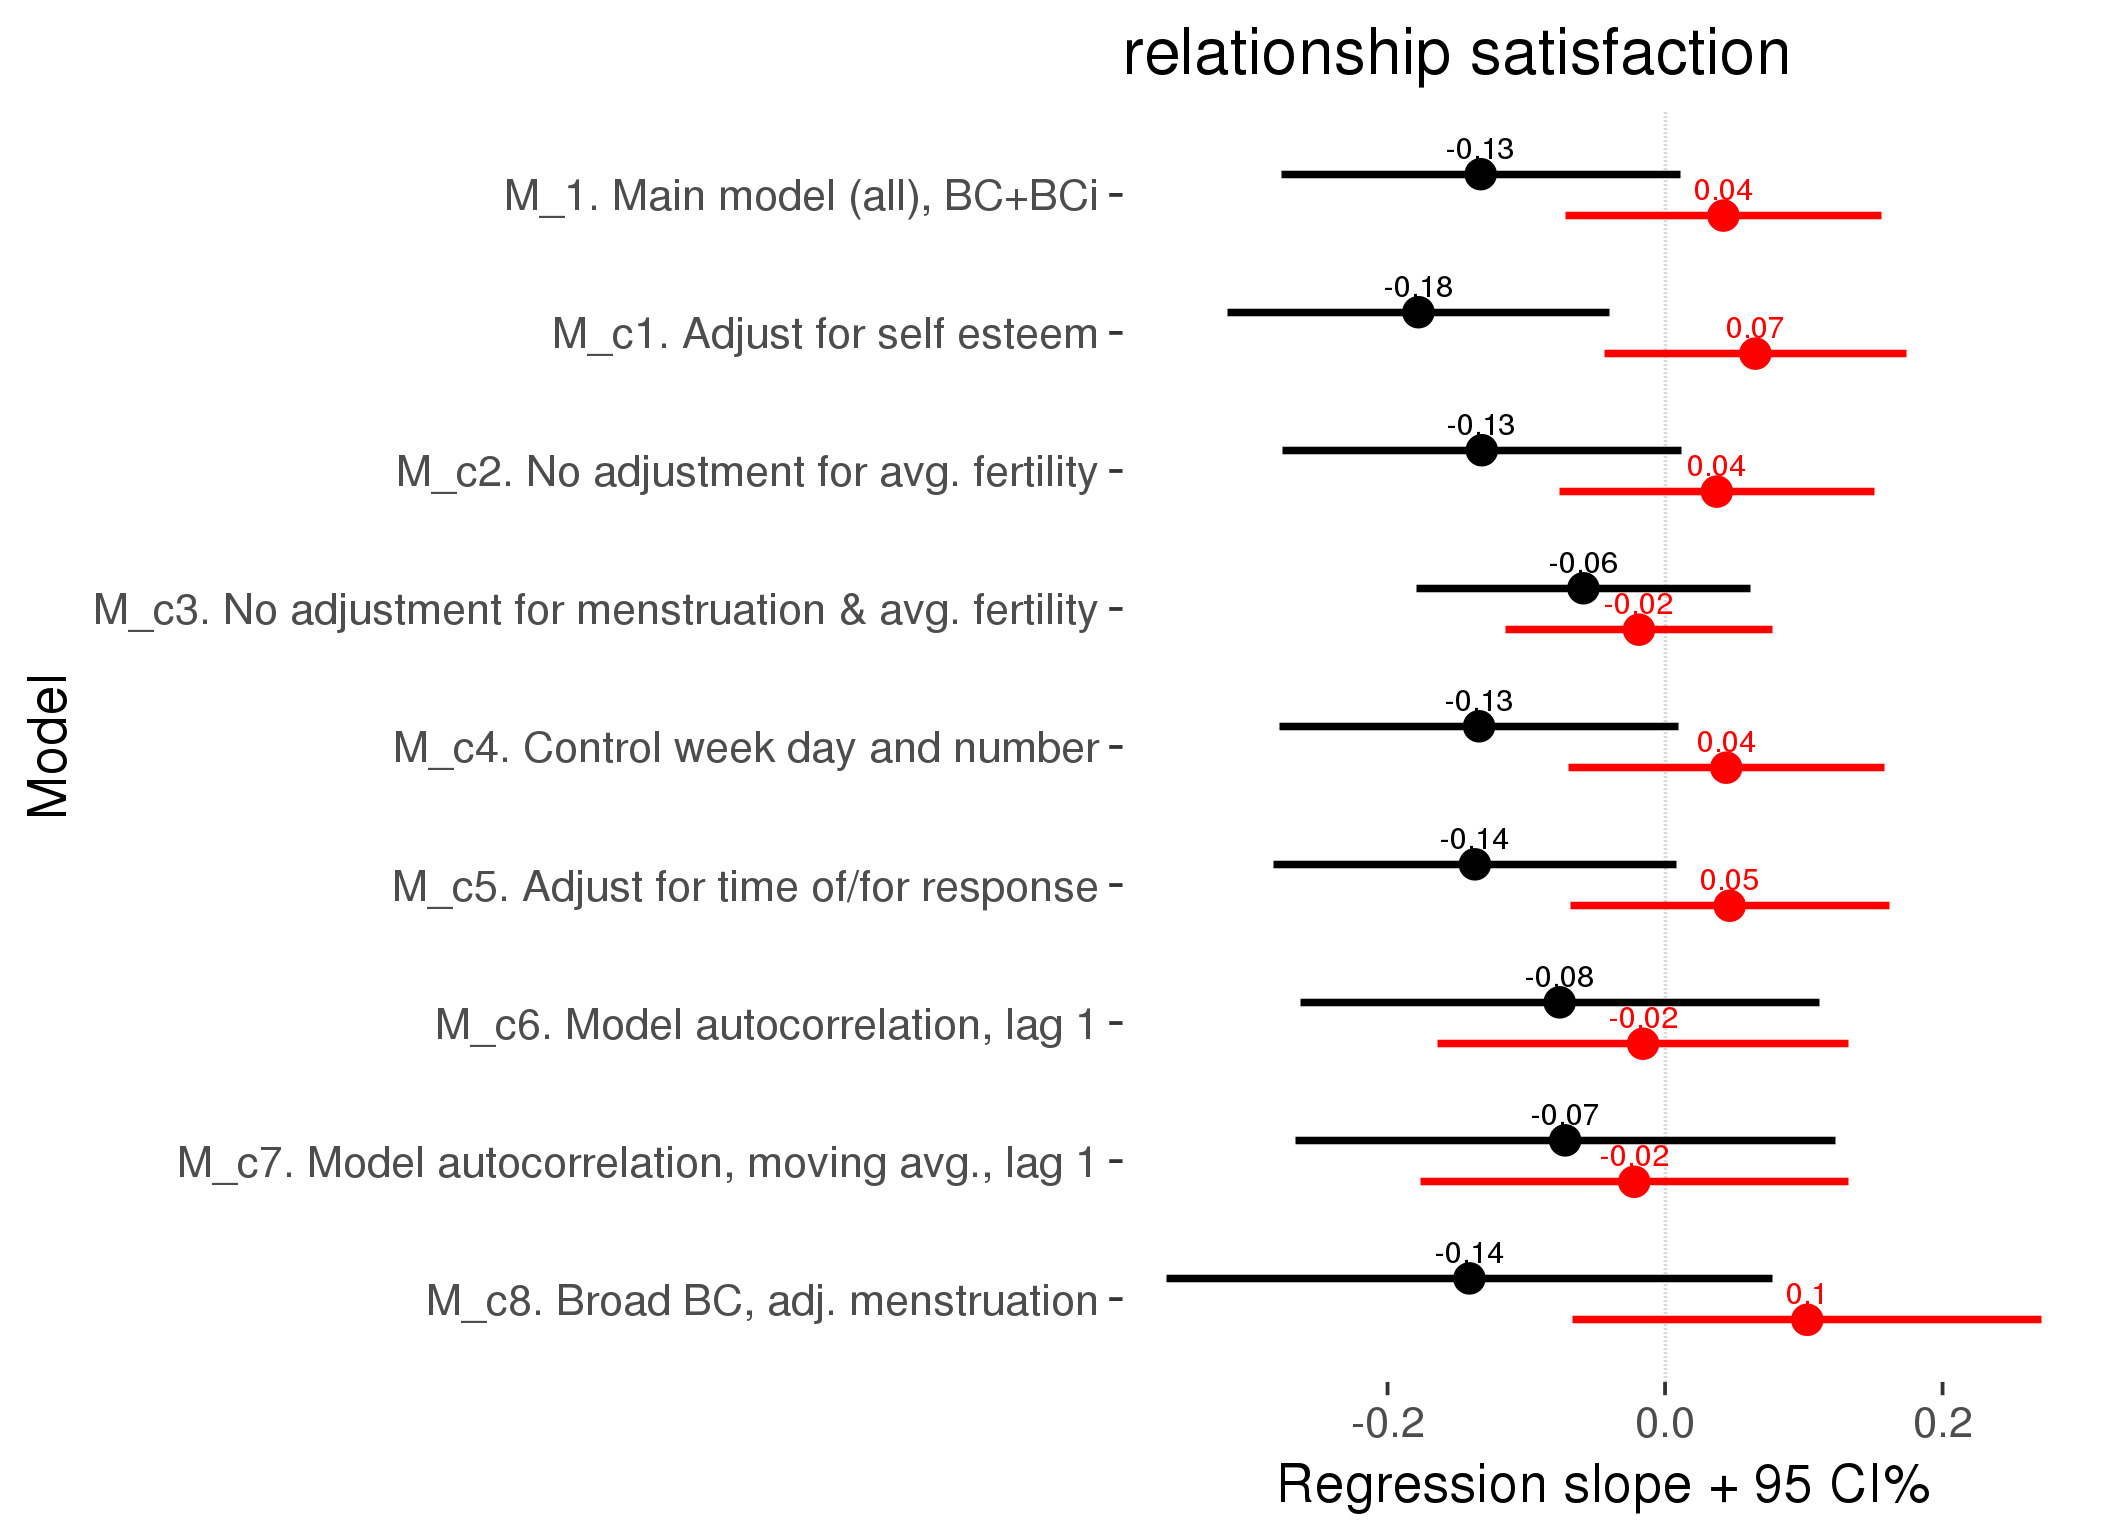 relationship satisfaction
M_1. Main model (all), BC+BCi
-0.13
0.04
M_c1. Adjust for self esteem
-0.18
0.07
M_c2. No adjustment for avg. fertility
-0.13
0.04
M_c3. No adjustment for menstruation & avg. fertility
-0.06
-0.02
M_c4. Control week day and number
-0.13
0.04
M_c5. Adjust for time of/for response
-0.14
0.05
M_c6. Model autocorrelation, lag 1
-0.08
-0.02
M_c7. Model autocorrelation, moving avg., lag 1
-0.07
-0.02
M_c8. Broad BC, adj. menstruation
-0.14
0.1
Model
-0.2 0.0 0.2
Regression slope + 95 CI%